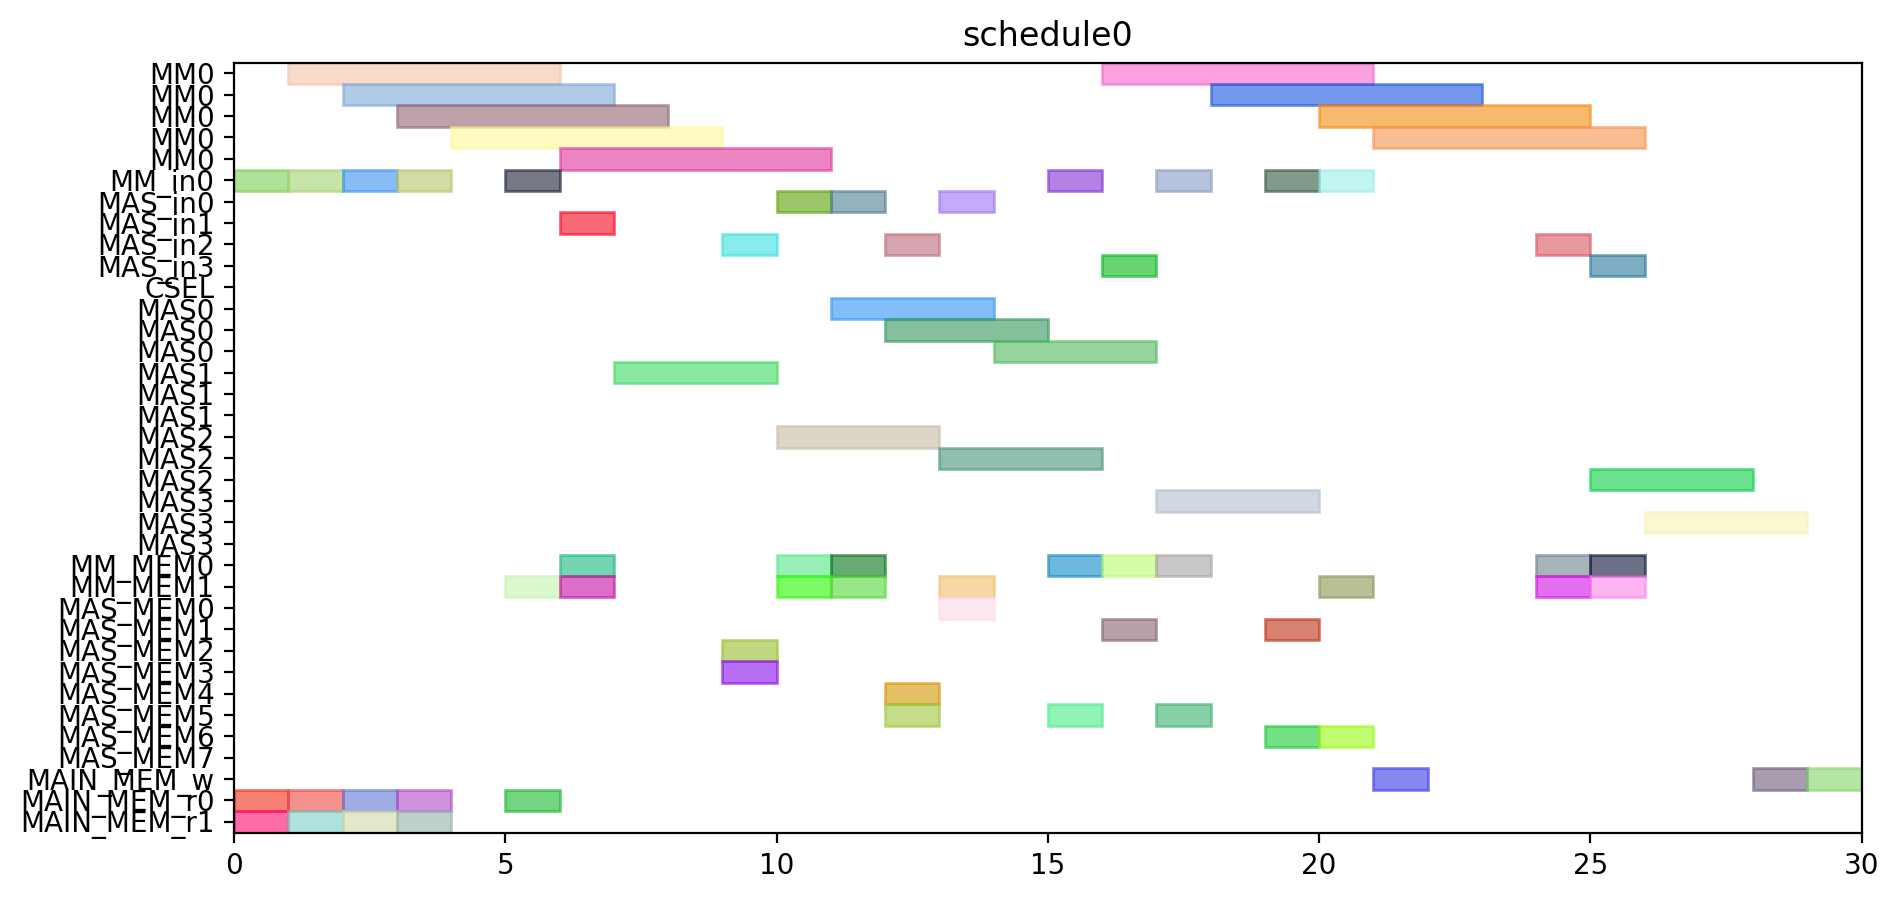 schedule0
MM0
MM0
MM0
MM0
MM0
MM_in0
MAS_in0
MAS_in1
MAS_in2
MAS_in3
CSEL
MAS0
MAS0
MAS0
MAS1
MAS1
MAS1
MAS2
MAS2
MAS2
MAS3
MAS3
MAS3
MM_MEM0
MM_MEM1
MAS_MEM0
MAS_MEM1
MAS_MEM2
MAS_MEM3
MAS_MEM4
MAS_MEM5
MAS_MEM6
MAS_MEM7
MAIN_MEM_w
MAIN_MEM_r0
MAIN_MEM_r1
0 5 10 15 20 25 30